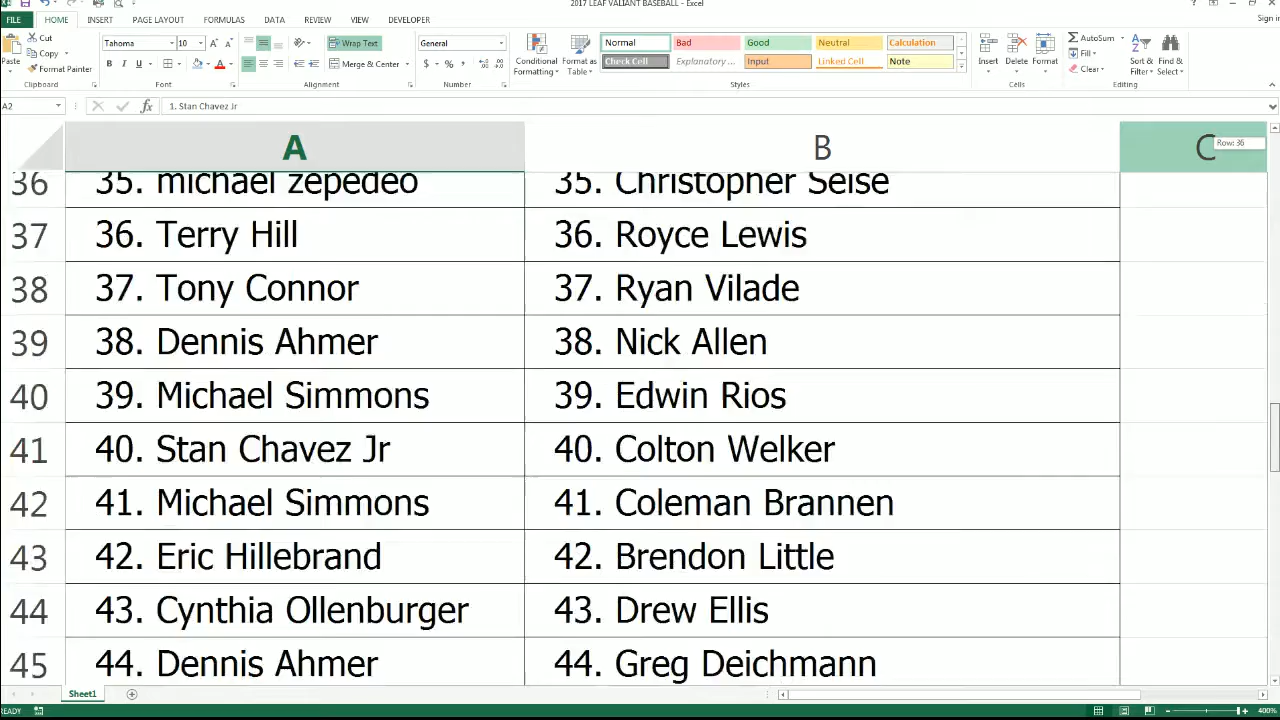 2017 LEAF VALIANT BASEBALL - Excel
Sign in
FILE HOME INSERT PAGE LAYOUT FORMULAS DATA REVIEW VIEW DEVELOPER
Cut
Copy
Format Painter
Paste
Clipboard
Tahoma 10
B I U
Font
Wrap Text
Merge & Center
Alignment
General
$ % ,
Number
Conditional Formatting
Format as Table
Normal Bad Good Neutral Calculation
Check Cell Explanatory ... Input Linked Cell Note
Styles
Insert Delete Format
Cells
AutoSum
Fill
Clear
Sort & Filter
Find & Select
Editing
A2 fx 1. Stan Chavez Jr
A B C
Row: 36
36 35. michael zepedeo 35. Christopher Seise
37 36. Terry Hill 36. Royce Lewis
38 37. Tony Connor 37. Ryan Vilade
39 38. Dennis Ahmer 38. Nick Allen
40 39. Michael Simmons 39. Edwin Rios
41 40. Stan Chavez Jr 40. Colton Welker
42 41. Michael Simmons 41. Coleman Brannen
43 42. Eric Hillebrand 42. Brendon Little
44 43. Cynthia Ollenburger 43. Drew Ellis
45 44. Dennis Ahmer 44. Greg Deichmann
Sheet1
READY
400%